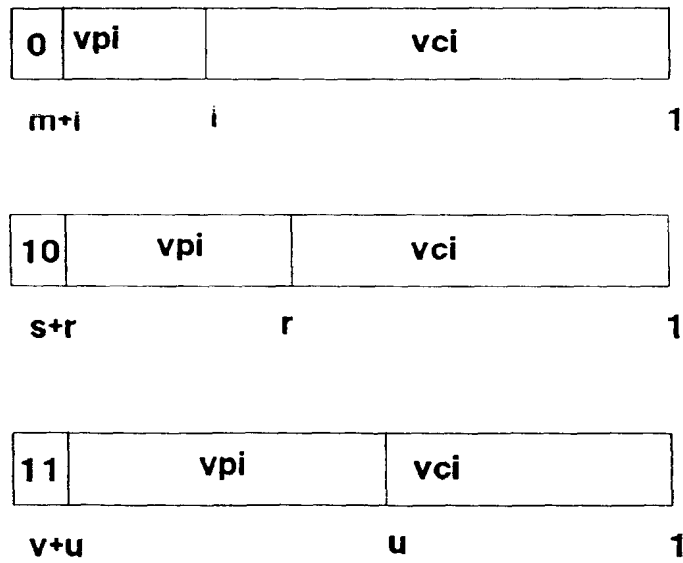 0 vpi vci
m+i i 1
10 vpi vci
s+r r 1
11 vpi vci
v+u u 1